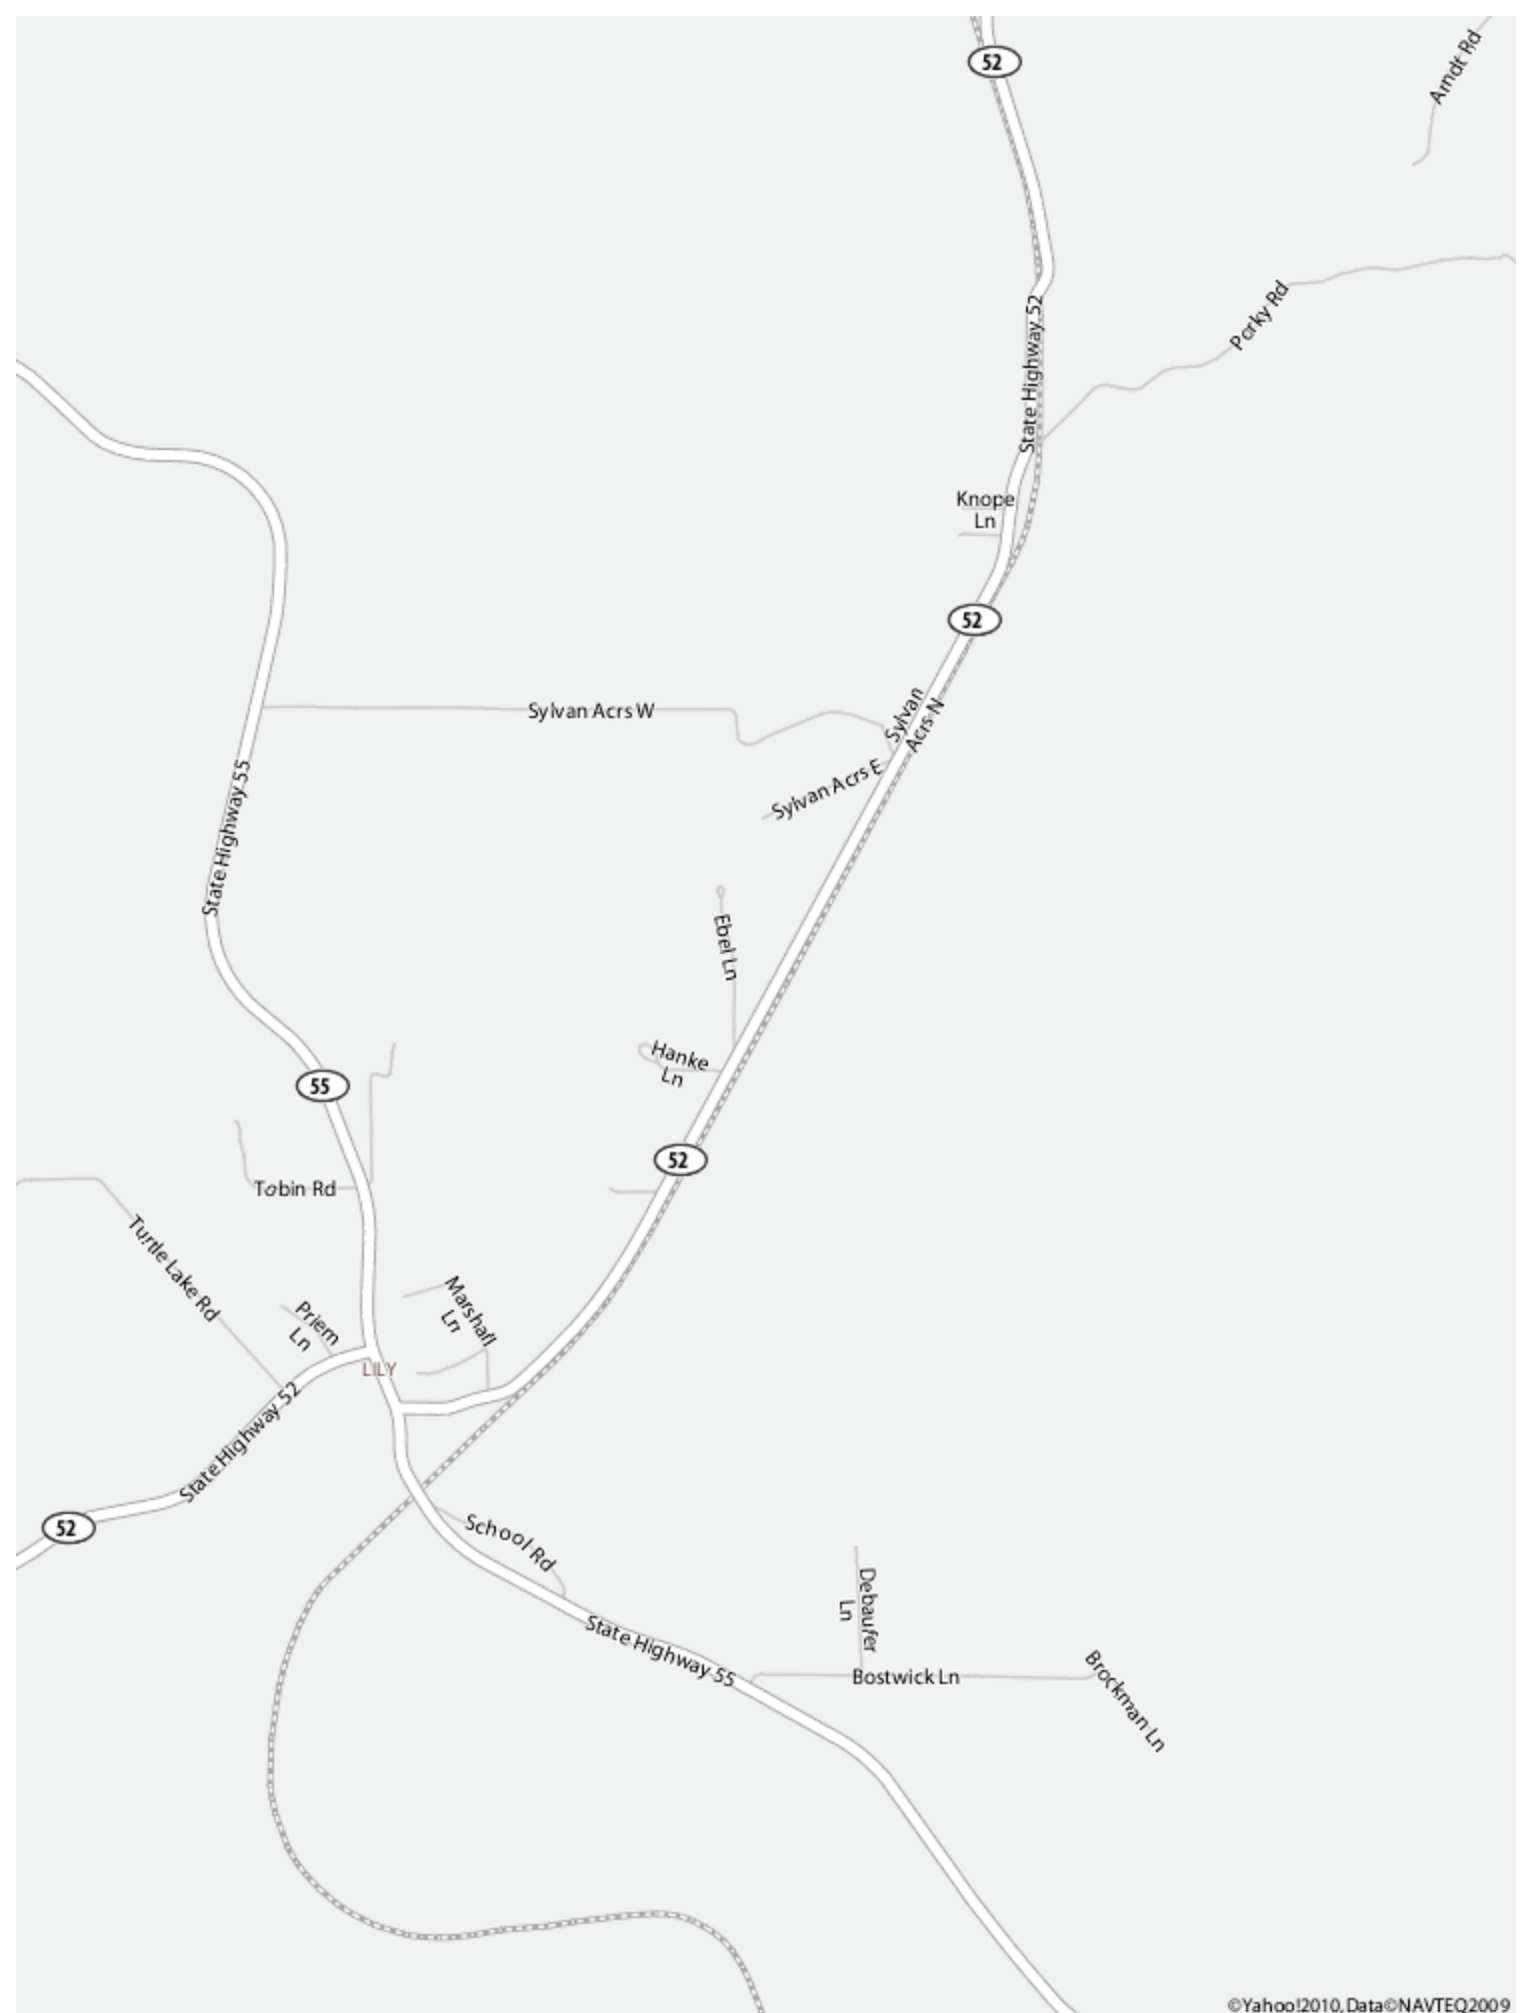 52
Arndt Rd
Porky Rd
State Highway 52
Knope
Ln
52
Sylvan Acrs W
Sylvan
Acrs N
Sylvan Acrs E
State Highway 55
Ebel Ln
Hanke
Ln
55
52
Tobin Rd
Turtle Lake Rd
Priem
Ln
Marshall
Ln
LILY
State Highway 52
52
School Rd
State Highway 55
Debaufer
Ln
Bostwick Ln
Brockman Ln
©Yahoo!2010,Data©NAVTEQ2009